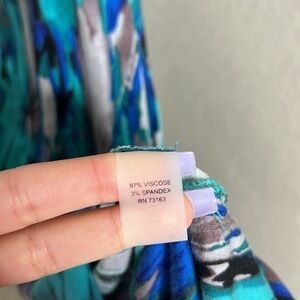 97% VISCOSE
3% SPANDEX
RN 73163